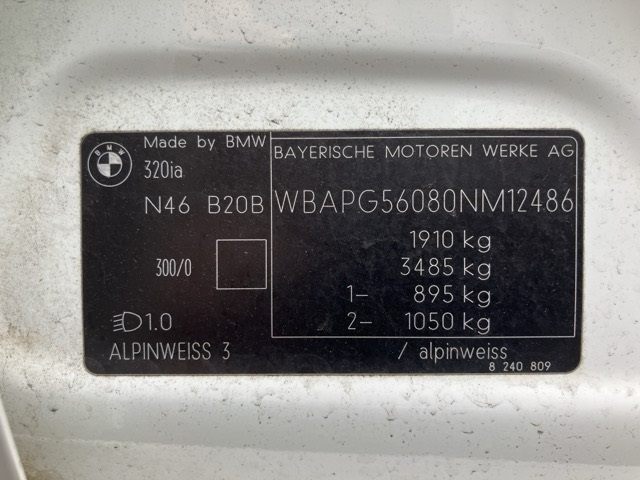 BMW
Made by BMW
320ia
N46 B20B
300/0
1.0
ALPINWEISS 3
BAYERISCHE MOTOREN WERKE AG
WBAPG56080NM12486
1910 kg
3485 kg
1- 895 kg
2- 1050 kg
/ alpinweiss
8 240 809